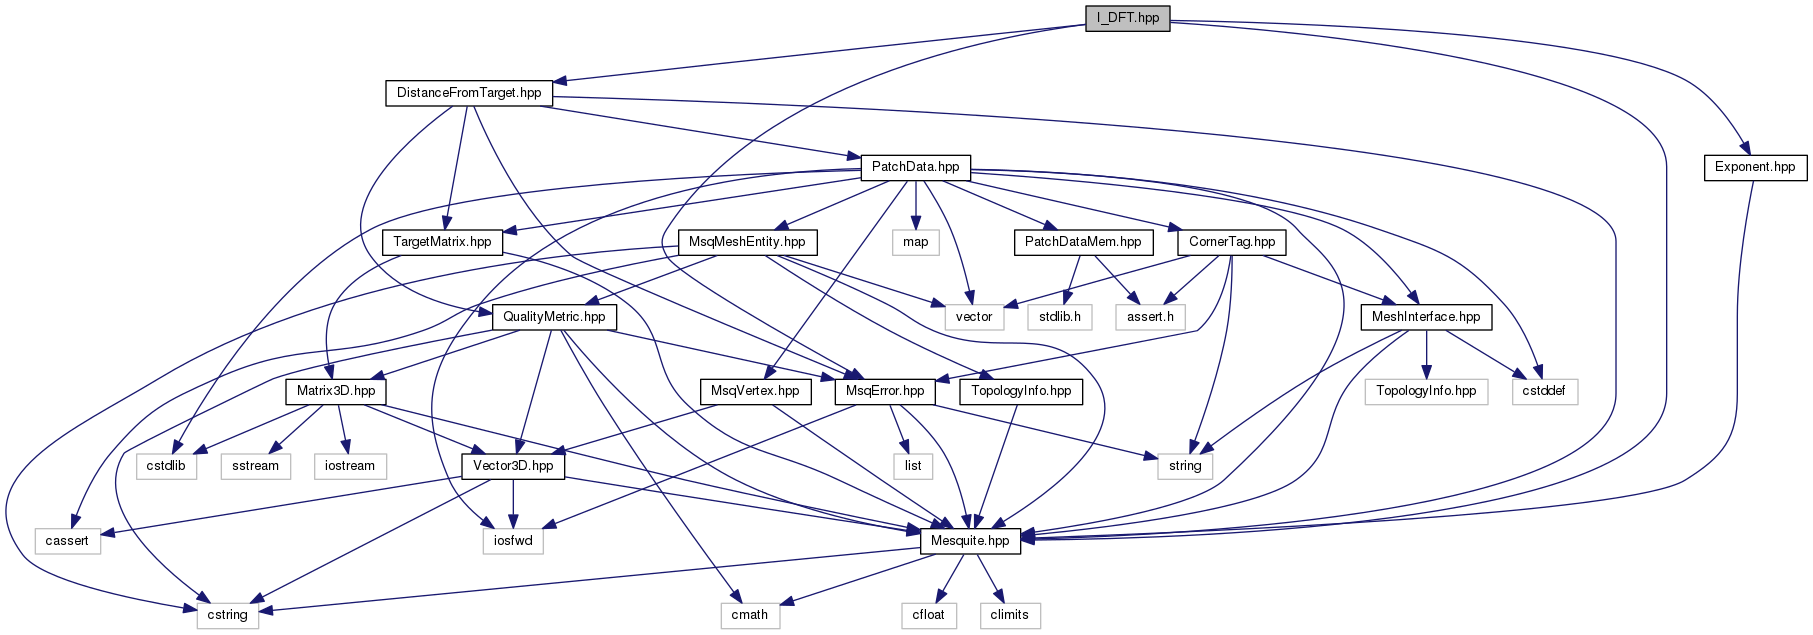 I_DFT.hpp
DistanceFromTarget.hpp
PatchData.hpp
Exponent.hpp
TargetMatrix.hpp
MsqMeshEntity.hpp
map
PatchDataMem.hpp
CornerTag.hpp
QualityMetric.hpp
vector
stdlib.h
assert.h
MeshInterface.hpp
Matrix3D.hpp
MsqVertex.hpp
MsqError.hpp
TopologyInfo.hpp
TopologyInfo.hpp
cstddef
cstdlib
sstream
iostream
Vector3D.hpp
list
string
cassert
iosfwd
Mesquite.hpp
cstring
cmath
cfloat
climits